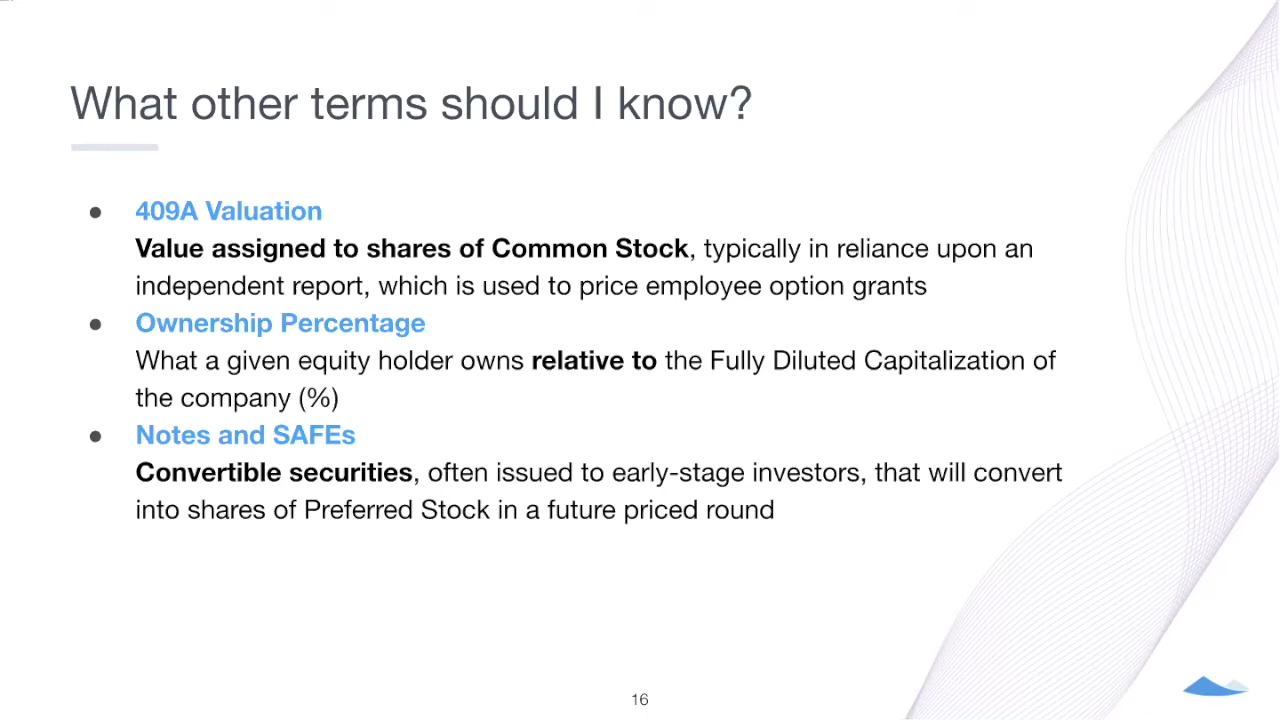 What other terms should I know?
● 409A Valuation
Value assigned to shares of Common Stock, typically in reliance upon an
independent report, which is used to price employee option grants
● Ownership Percentage
What a given equity holder owns relative to the Fully Diluted Capitalization of
the company (%)
● Notes and SAFEs
Convertible securities, often issued to early-stage investors, that will convert
into shares of Preferred Stock in a future priced round
16